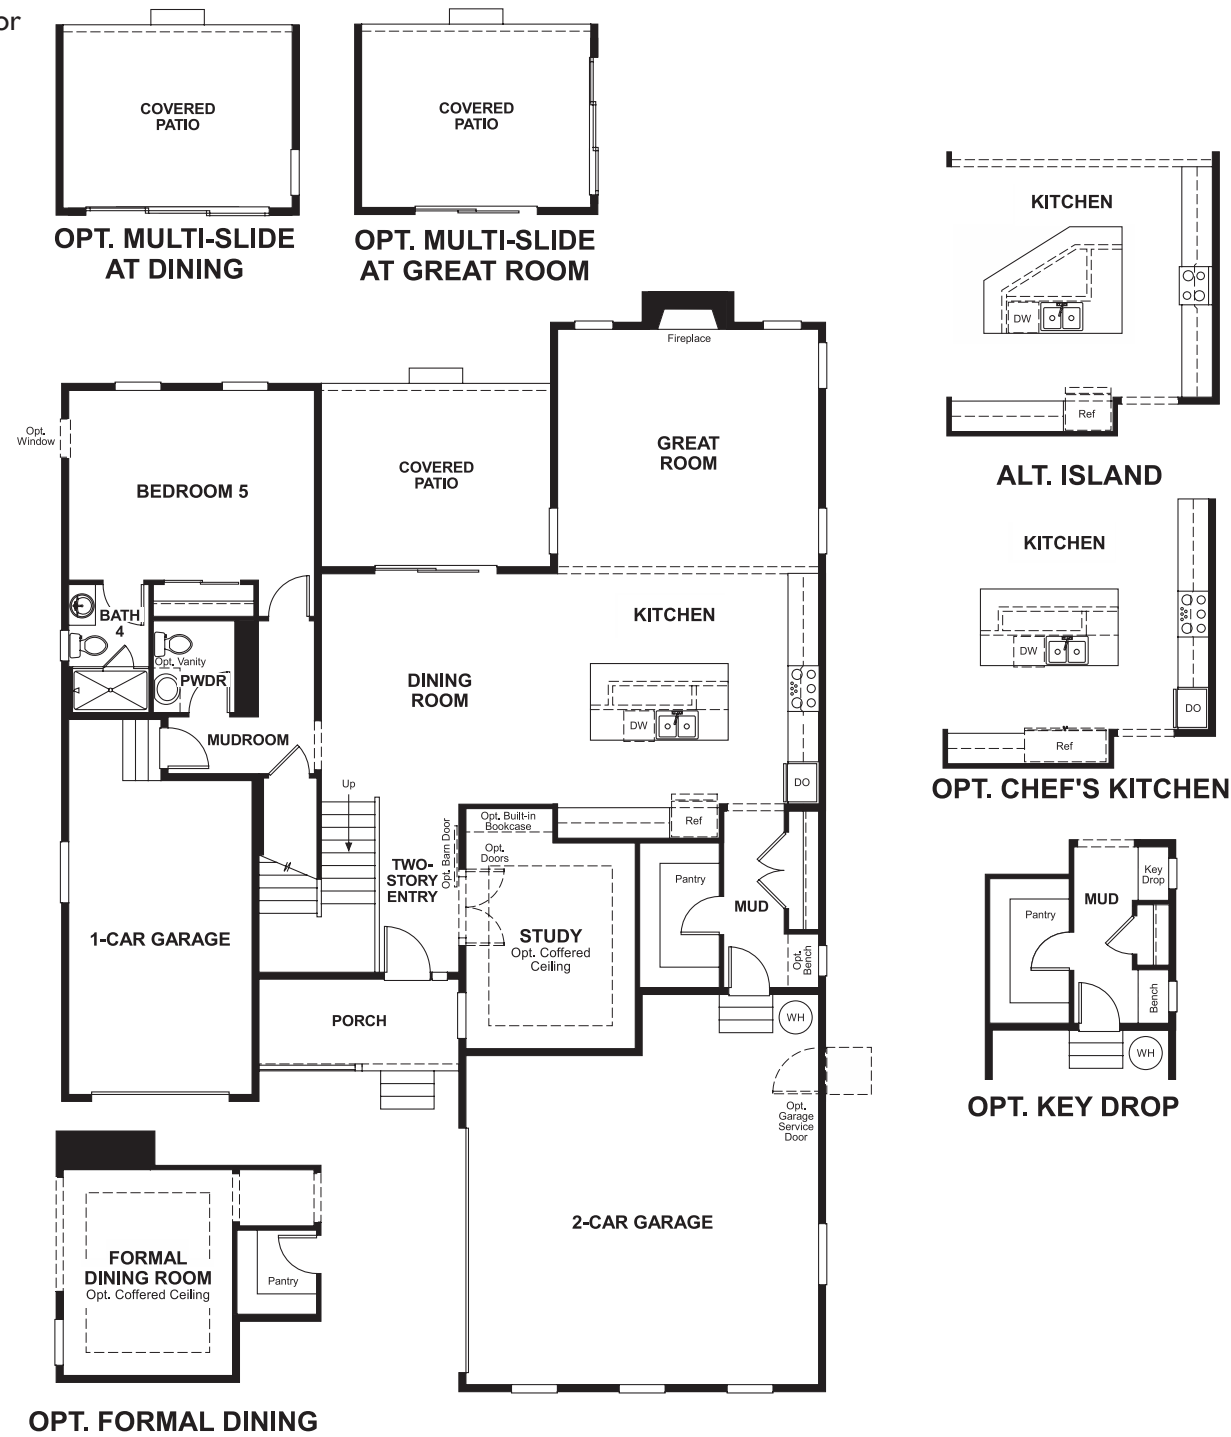 or
COVERED
PATIO
OPT. MULTI-SLIDE
AT DINING
COVERED
PATIO
OPT. MULTI-SLIDE
AT GREAT ROOM
KITCHEN
DW
Ref
ALT. ISLAND
Fireplace
GREAT
ROOM
Opt.
Window
BEDROOM 5
COVERED
PATIO
KITCHEN
DW
DO
Ref
OPT. CHEF'S KITCHEN
BATH
4
Opt. Vanity
PWDR
MUDROOM
DINING
ROOM
KITCHEN
DW
DO
Up
Opt. Built-in
Bookcase
Ref
Opt. Barn Door
Opt.
Doors
TWO-
STORY
ENTRY
Pantry
MUD
STUDY
Opt. Coffered
Ceiling
Opt.
Bench
1-CAR GARAGE
PORCH
WH
Opt.
Garage
Service
Door
2-CAR GARAGE
Key
Drop
MUD
Pantry
Bench
WH
OPT. KEY DROP
FORMAL
DINING ROOM
Opt. Coffered Ceiling
Pantry
OPT. FORMAL DINING